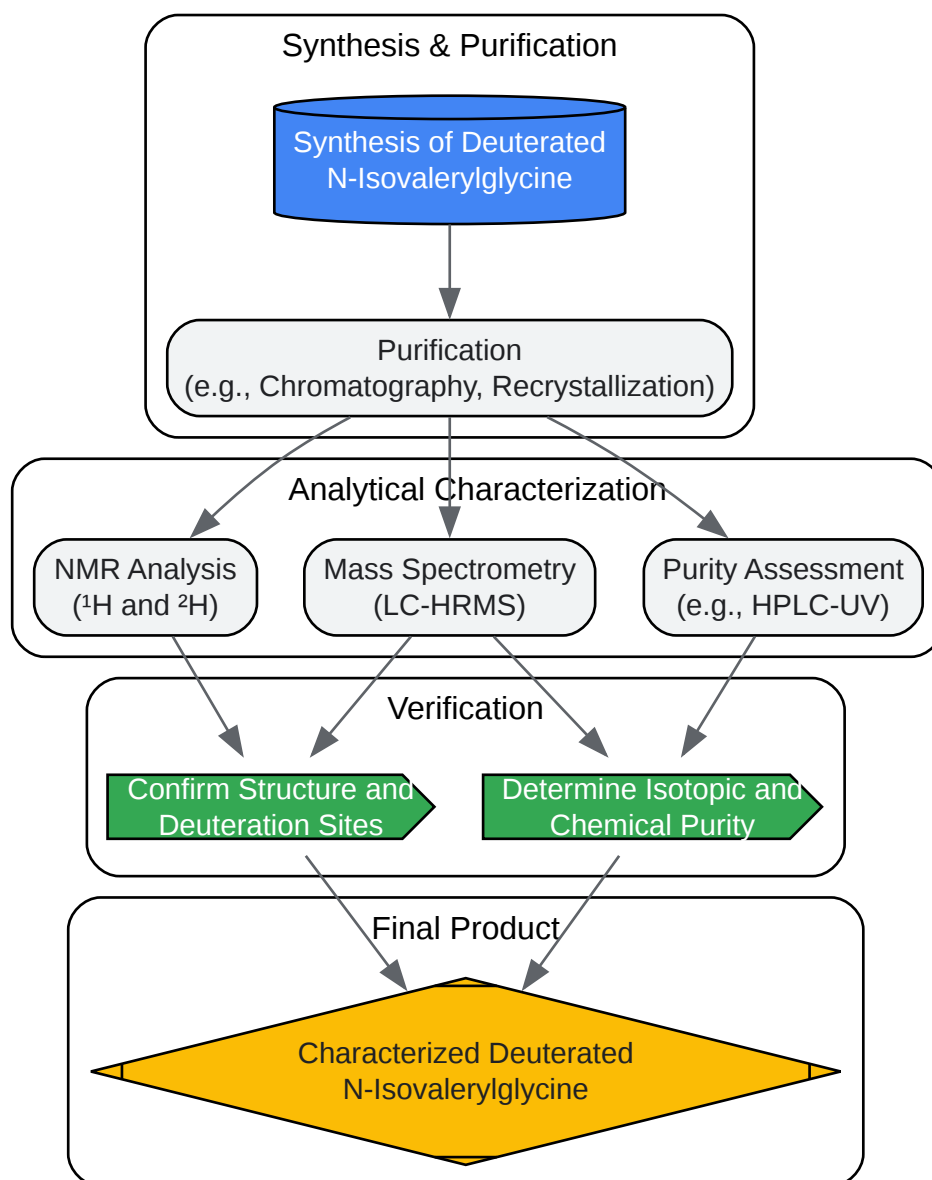 Synthesis & Purification
Synthesis of Deuterated
N-Isovalerylglycine
Purification
(e.g., Chromatography, Recrystallization)
Analytical Characterization
NMR Analysis
(¹H and ²H)
Mass Spectrometry
(LC-HRMS)
Purity Assessment
(e.g., HPLC-UV)
Verification
Confirm Structure and
Deuteration Sites
Determine Isotopic and
Chemical Purity
Final Product
Characterized Deuterated
N-Isovalerylglycine